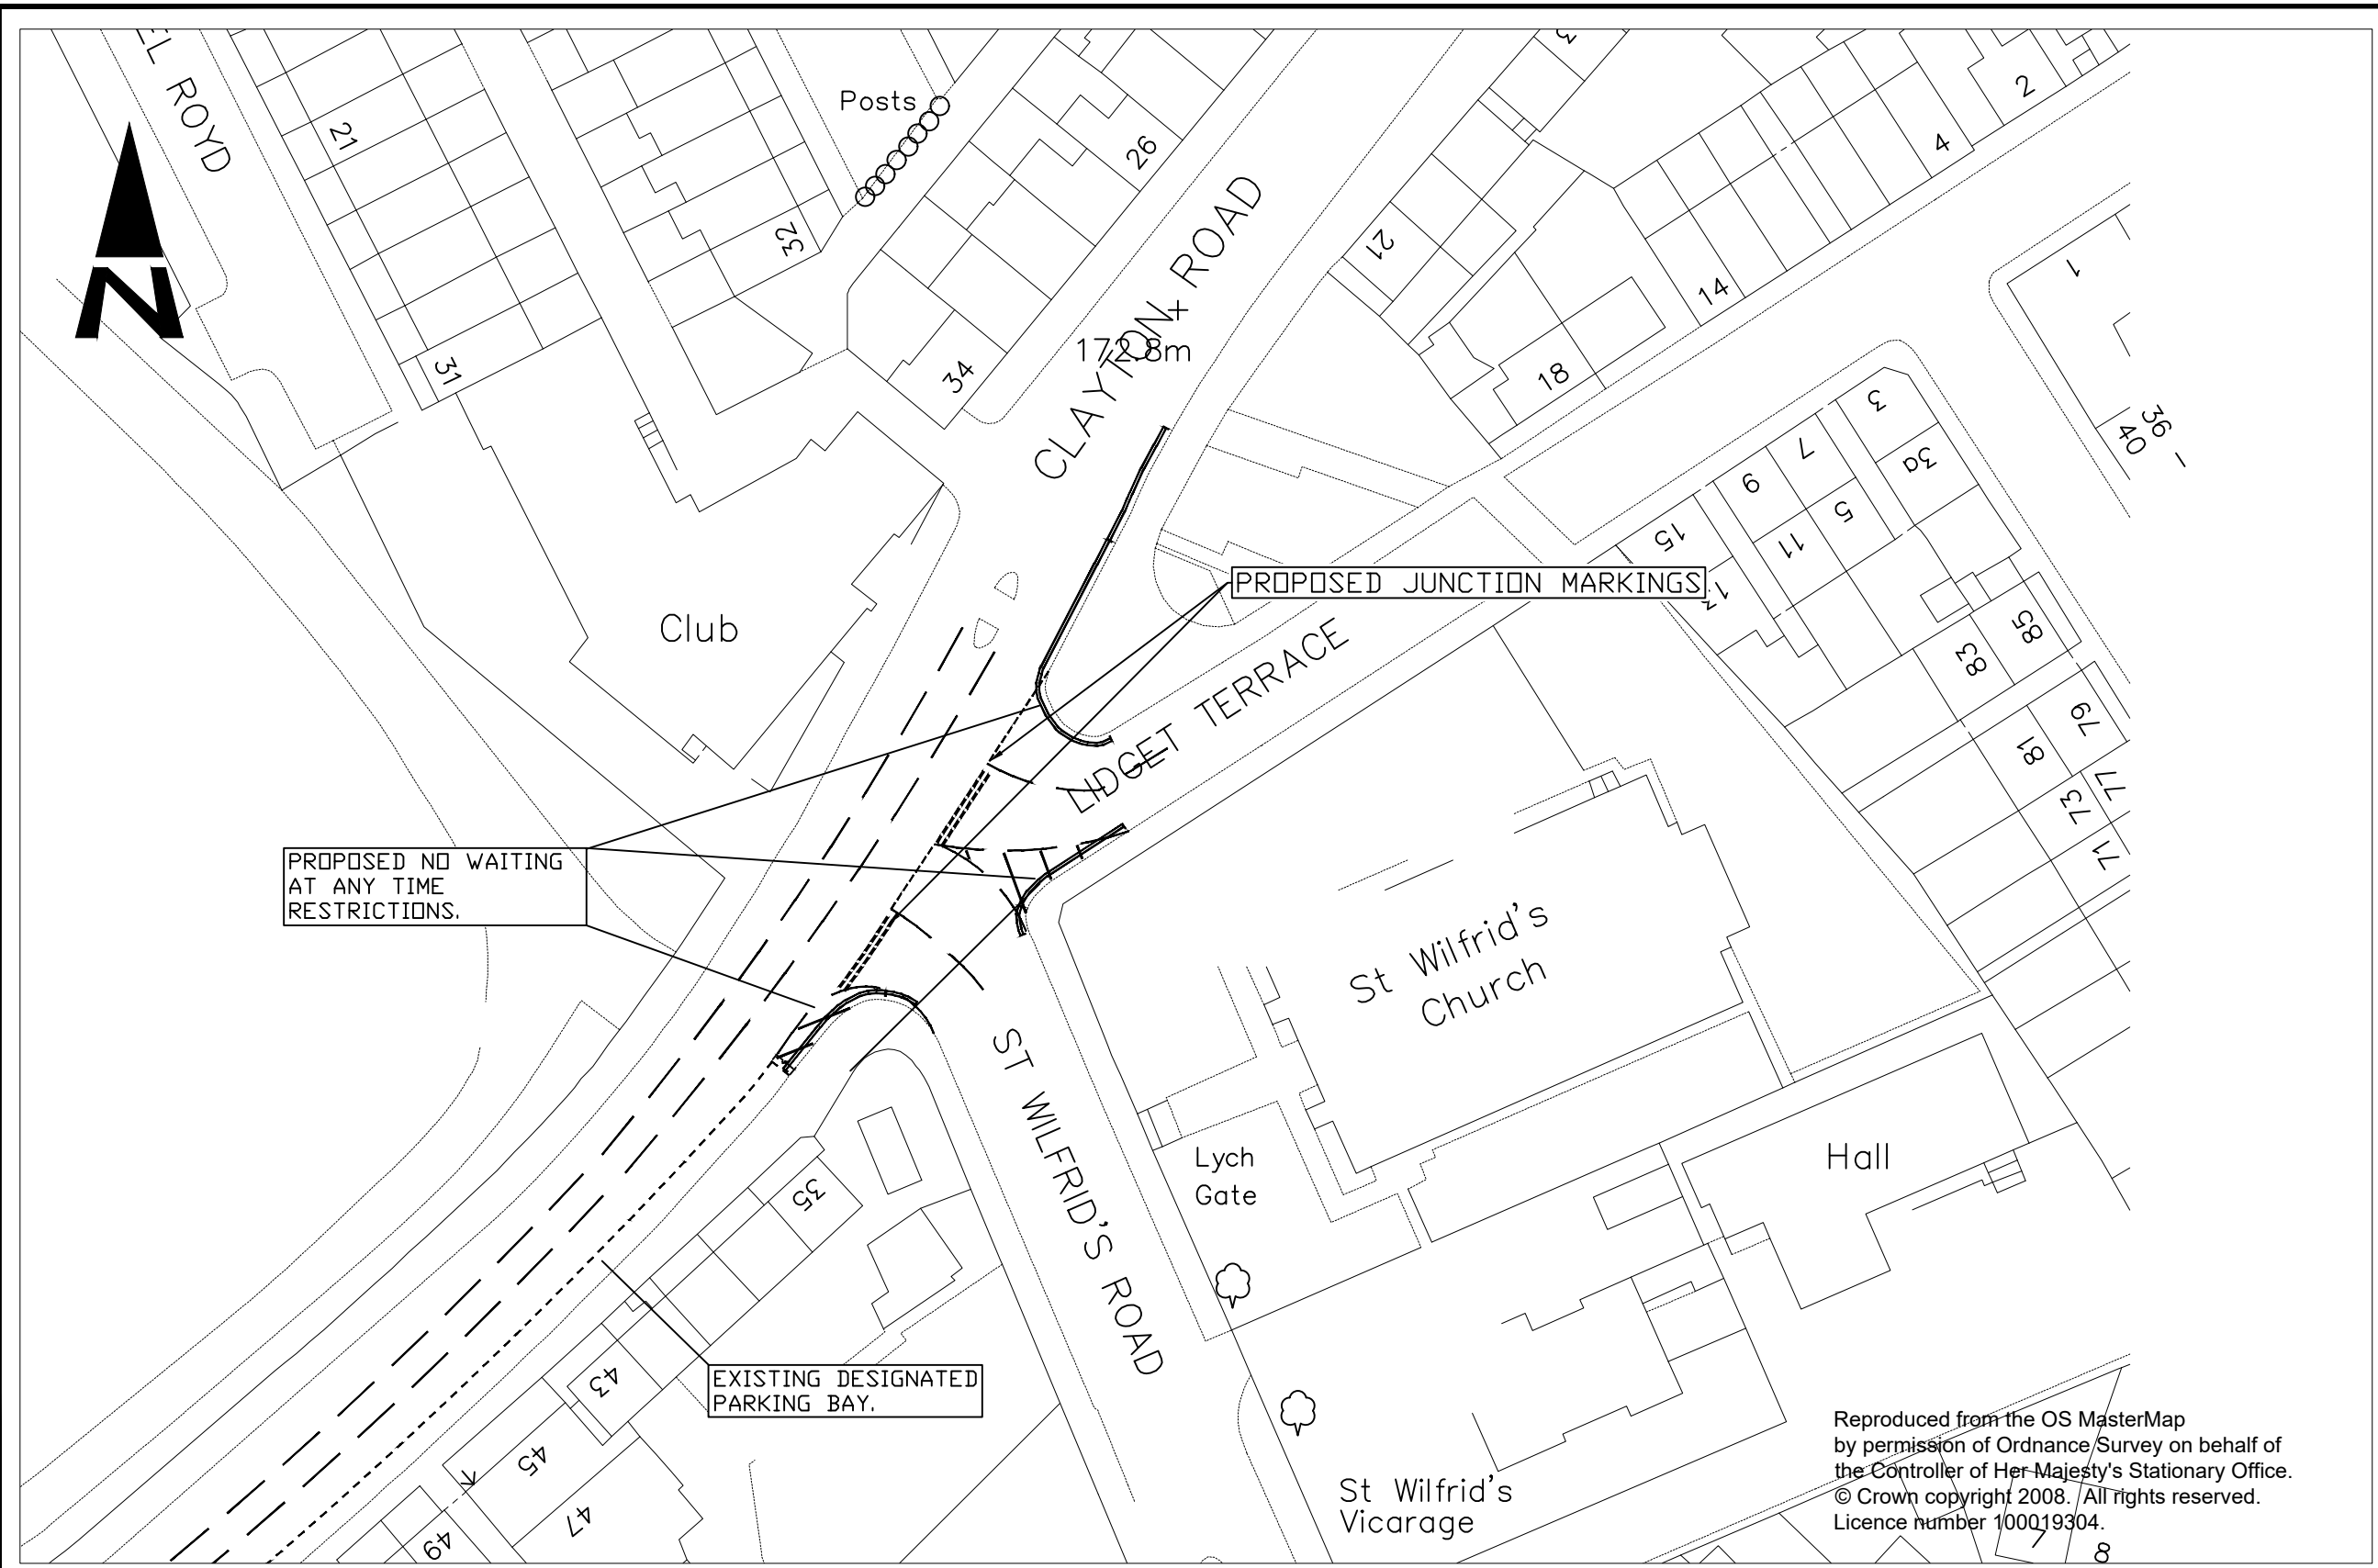 EL ROYD
21
31
32
Posts
26
34
CLAYTON ROAD
172.8m
3
21
2
4
14
18
1
36
40
3
3a
7
5
9
11
15
13
85
83
79
81
77
73
71
PROPOSED JUNCTION MARKINGS
Club
LIDGET TERRACE
PROPOSED NO WAITING
AT ANY TIME
RESTRICTIONS.
St Wilfrid's
Church
ST WILFRID'S ROAD
Lych
Gate
Hall
35
43
45
47
49
EXISTING DESIGNATED
PARKING BAY.
St Wilfrid's
Vicarage
Reproduced from the OS MasterMap
by permission of Ordnance Survey on behalf of
the Controller of Her Majesty's Stationary Office.
© Crown copyright 2008. All rights reserved.
Licence number 100019304.
7
8
N